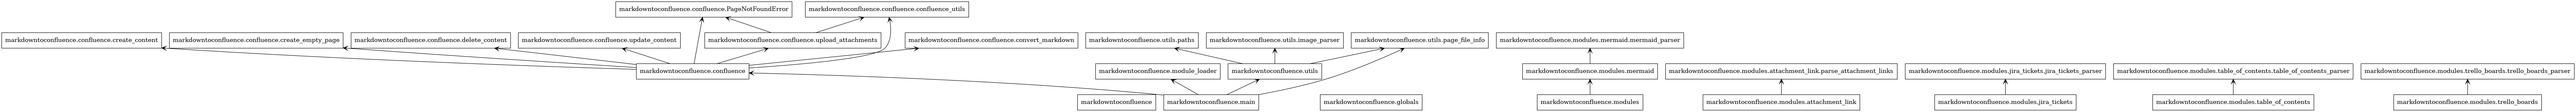 markdowntoconfluence.confluence.PageNotFoundError
markdowntoconfluence.confluence.confluence_utils
markdowntoconfluence.confluence.create_content
markdowntoconfluence.confluence.create_empty_page
markdowntoconfluence.confluence.delete_content
markdowntoconfluence.confluence.update_content
markdowntoconfluence.confluence.upload_attachments
markdowntoconfluence.confluence.convert_markdown
markdowntoconfluence.utils.paths
markdowntoconfluence.utils.image_parser
markdowntoconfluence.utils.page_file_info
markdowntoconfluence.modules.mermaid.mermaid_parser
markdowntoconfluence.confluence
markdowntoconfluence.module_loader
markdowntoconfluence.utils
markdowntoconfluence.modules.mermaid
markdowntoconfluence.modules.attachment_link.parse_attachment_links
markdowntoconfluence.modules.jira_tickets.jira_tickets_parser
markdowntoconfluence.modules.table_of_contents.table_of_contents_parser
markdowntoconfluence.modules.trello_boards.trello_boards_parser
markdowntoconfluence
markdowntoconfluence.main
markdowntoconfluence.globals
markdowntoconfluence.modules
markdowntoconfluence.modules.attachment_link
markdowntoconfluence.modules.jira_tickets
markdowntoconfluence.modules.table_of_contents
markdowntoconfluence.modules.trello_boards